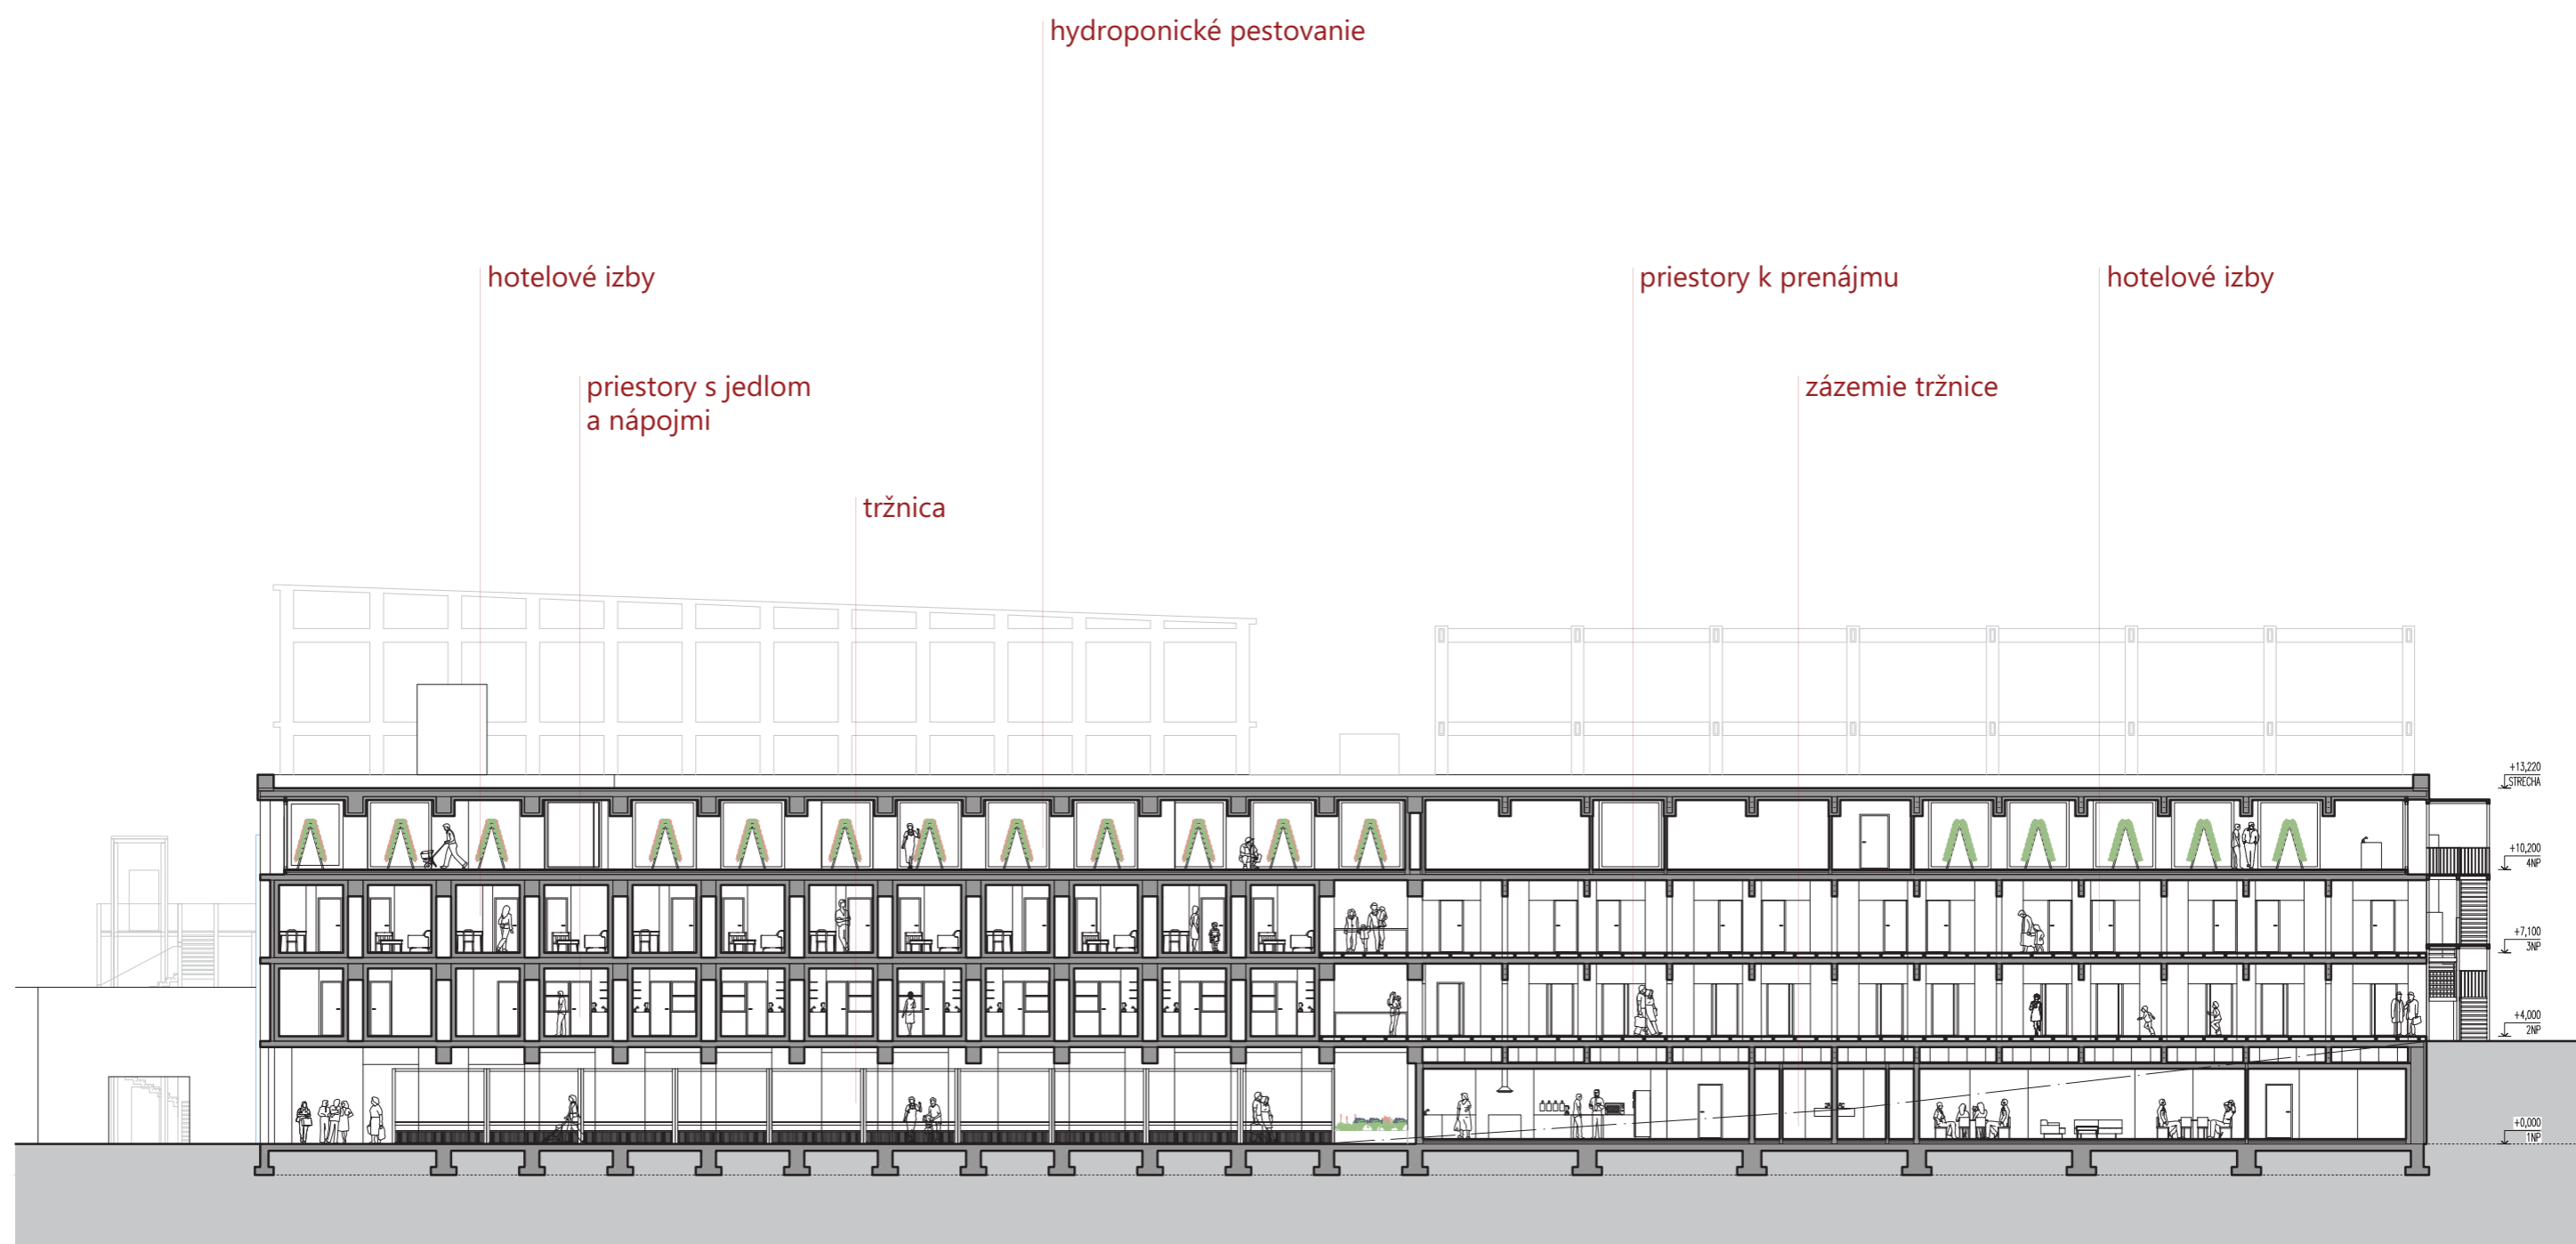 hydroponické pestovanie
hotelové izby
priestory k prenájmu
hotelové izby
priestory s jedlom
a nápojmi
zázemie tržnice
tržnica
+13,220
STRECHA
+10,200
4NP
+7,100
3NP
+4,000
2NP
+0,000
1NP